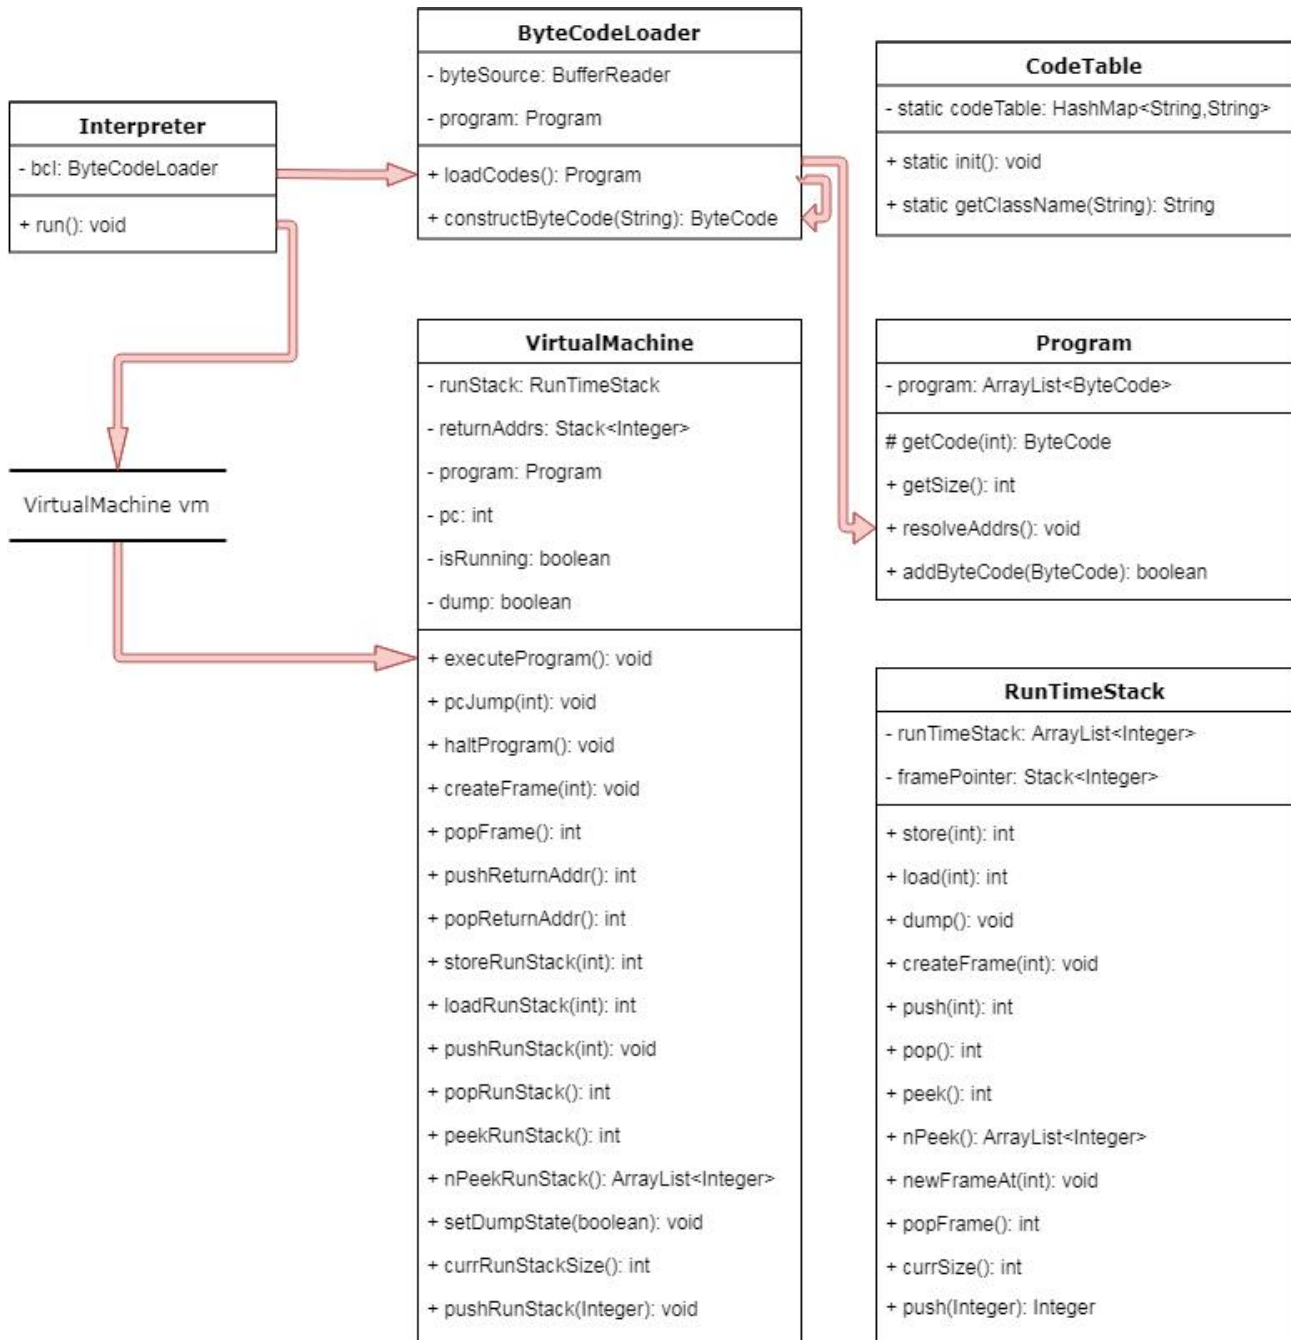 Interpreter
- bcl: ByteCodeLoader
+ run(): void
VirtualMachine vm
ByteCodeLoader
- byteSource: BufferReader
- program: Program
+ loadCodes(): Program
+ constructByteCode(String): ByteCode
VirtualMachine
- runStack: RunTimeStack
- returnAddrs: Stack<Integer>
- program: Program
- pc: int
- isRunning: boolean
- dump: boolean
+ executeProgram(): void
+ pcJump(int): void
+ haltProgram(): void
+ createFrame(int): void
+ popFrame(): int
+ pushReturnAddr(): int
+ popReturnAddr(): int
+ storeRunStack(int): int
+ loadRunStack(int): int
+ pushRunStack(int): void
+ popRunStack(): int
+ peekRunStack(): int
+ nPeekRunStack(): ArrayList<Integer>
+ setDumpState(boolean): void
+ currRunStackSize(): int
+ pushRunStack(Integer): void
CodeTable
- static codeTable: HashMap<String,String>
+ static init(): void
+ static getClassName(String): String
Program
- program: ArrayList<ByteCode>
# getCode(int): ByteCode
+ getSize(): int
+ resolveAddrs(): void
+ addByteCode(ByteCode): boolean
RunTimeStack
- runTimeStack: ArrayList<Integer>
- framePointer: Stack<Integer>
+ store(int): int
+ load(int): int
+ dump(): void
+ createFrame(int): void
+ push(int): int
+ pop(): int
+ peek(): int
+ nPeek(): ArrayList<Integer>
+ newFrameAt(int): void
+ popFrame(): int
+ currSize(): int
+ push(Integer): Integer